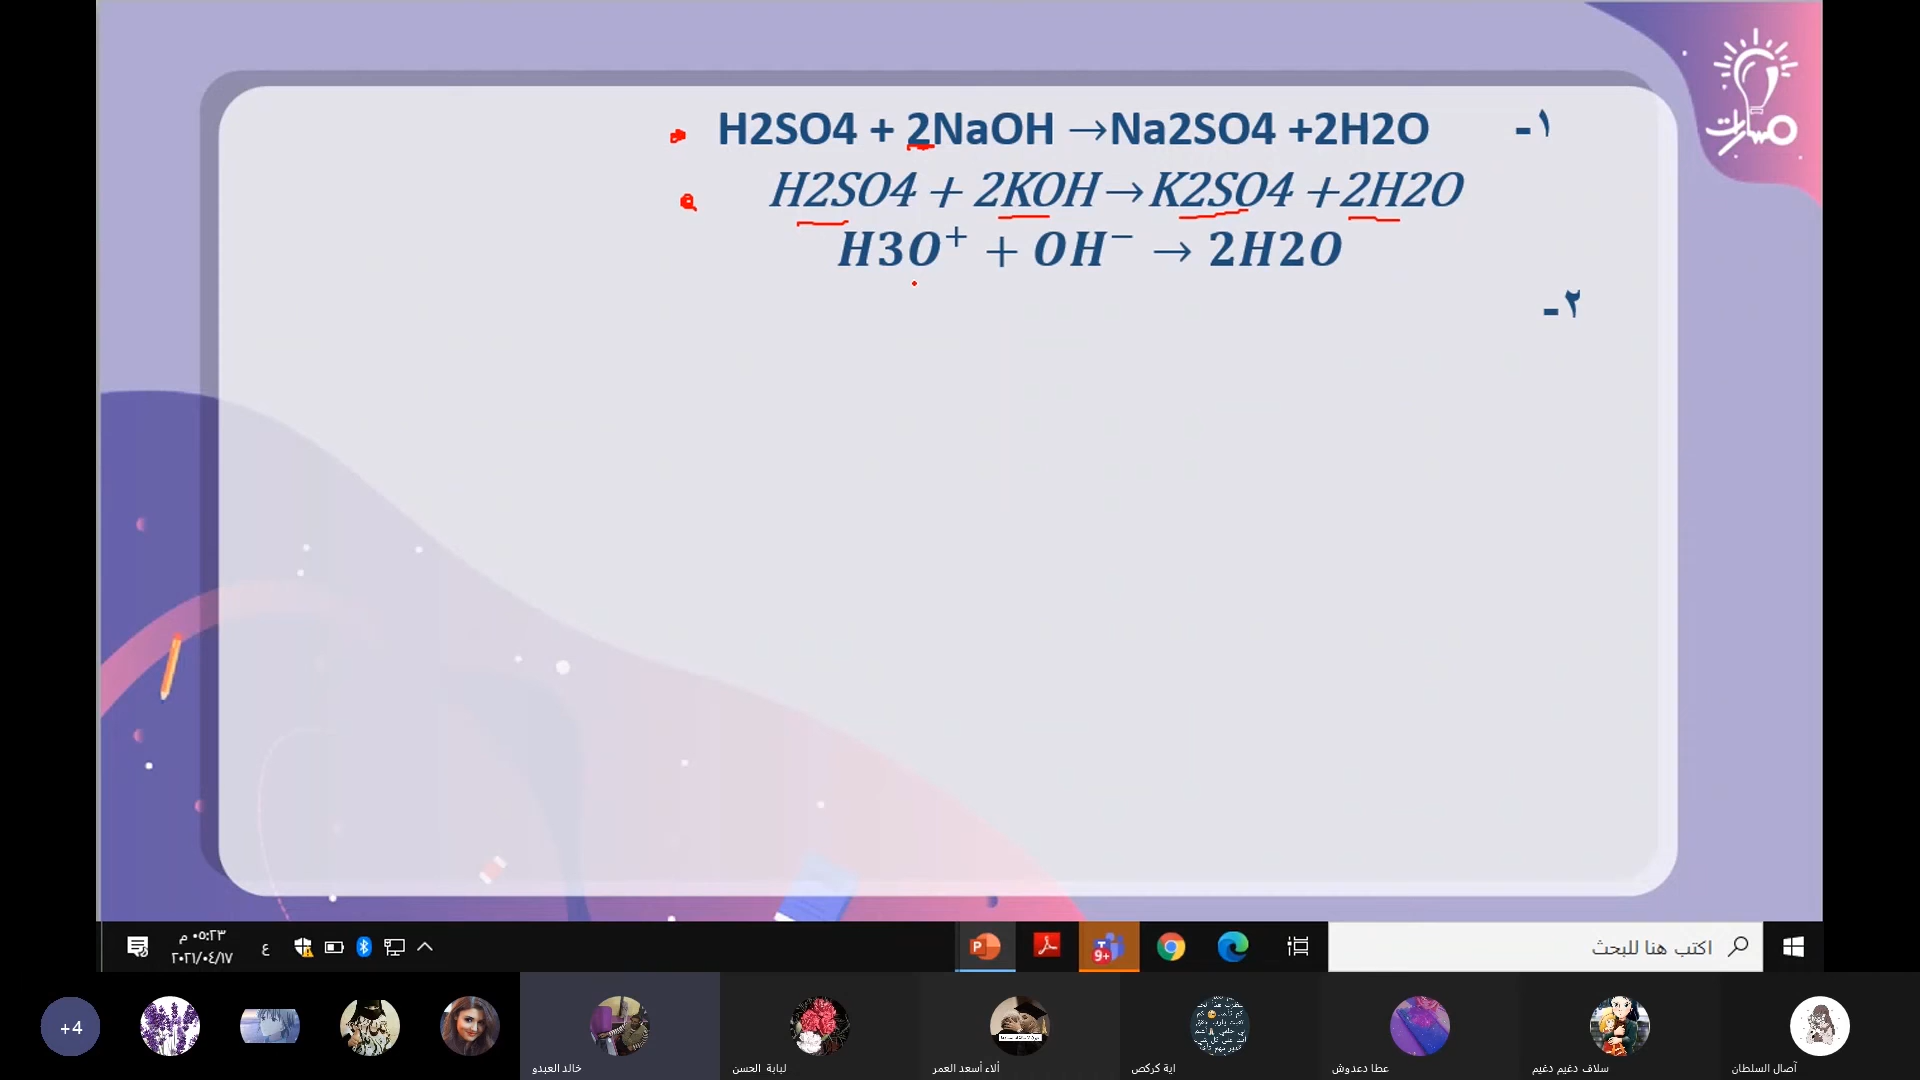 مسارات
H2SO4 + 2NaOH →Na2SO4 +2H2O ١-
H2SO4 + 2KOH→K2SO4 +2H2O
H3O⁺ + OH⁻ → 2H2O
٢-
اكتب هنا للبحث
9+
ع
٠٥:٢٣ م
٢٠٢١/٠٤/١٧
+4
خالد العبدو
لبابة الحسن
ألاء أسعد العمر
اية كركص
عطا دعدوش
سلاف دغيم دغيم
آصال السلطان